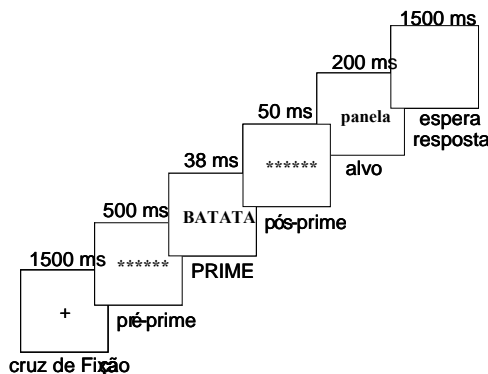 1500 ms
200 ms
panela
espera
resposta
50 ms
******
alvo
38 ms
BATATA
pós-prime
500 ms
******
PRIME
1500 ms
+
pré-prime
cruz de Fixção